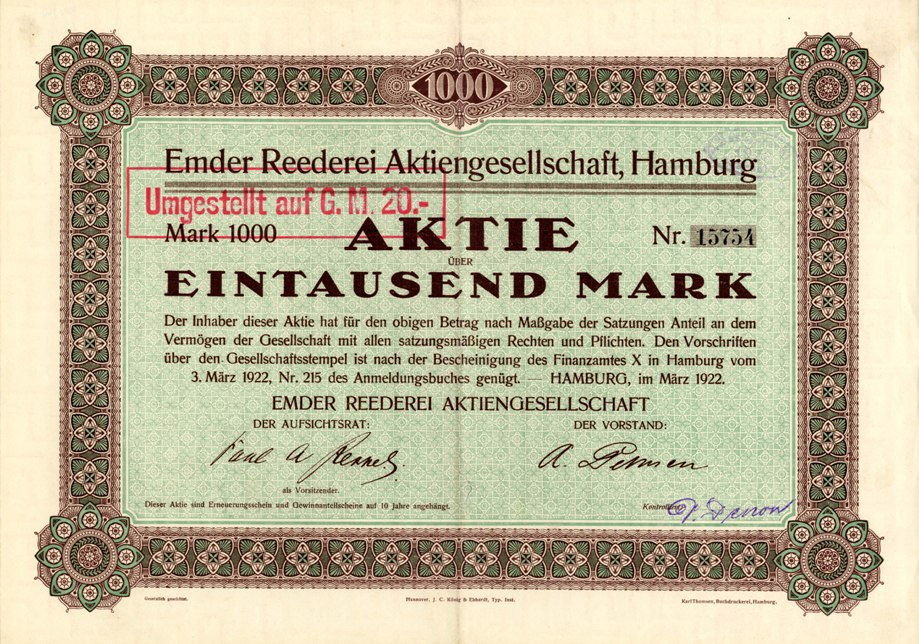 1000
Emder Reederei Aktiengesellschaft, Hamburg
Umgestellt auf G. M. 20.-
Mark 1000 AKTIE Nr. 15754
ÜBER
EINTAUSEND MARK
Der Inhaber dieser Aktie hat für den obigen Betrag nach Maßgabe der Satzungen Anteil an dem
Vermögen der Gesellschaft mit allen satzungsmäßigen Rechten und Pflichten. Den Vorschriften
über den Gesellschaftsstempel ist nach der Bescheinigung des Finanzamtes X in Hamburg vom
3. März 1922, Nr. 215 des Anmeldungsbuches genügt. — HAMBURG, im März 1922.
EMDER REEDEREI AKTIENGESELLSCHAFT
DER AUFSICHTSRAT: DER VORSTAND:
Paul A
A.
als Vorsitzender.
Dieser Aktie sind Erneuerungsschein und Gewinnanteilscheine auf 10 Jahre angehängt.
Gesetzlich geschützt. Hannover, J. C. König & Ebhardt, Typ. Inst. Karl Thomsen, Buchdruckerei, Hamburg.